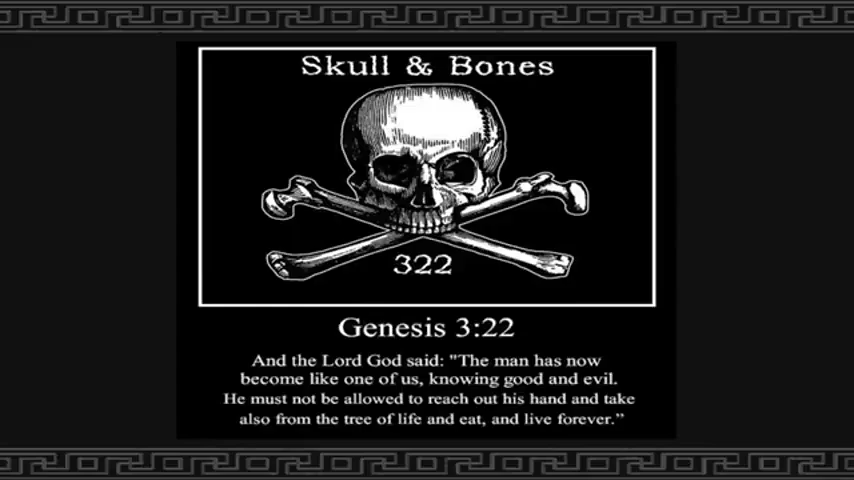 Skull & Bones
322
Genesis 3:22
And the Lord God said: "The man has now
become like one of us, knowing good and evil.
He must not be allowed to reach out his hand and take
also from the tree of life and eat, and live forever.”